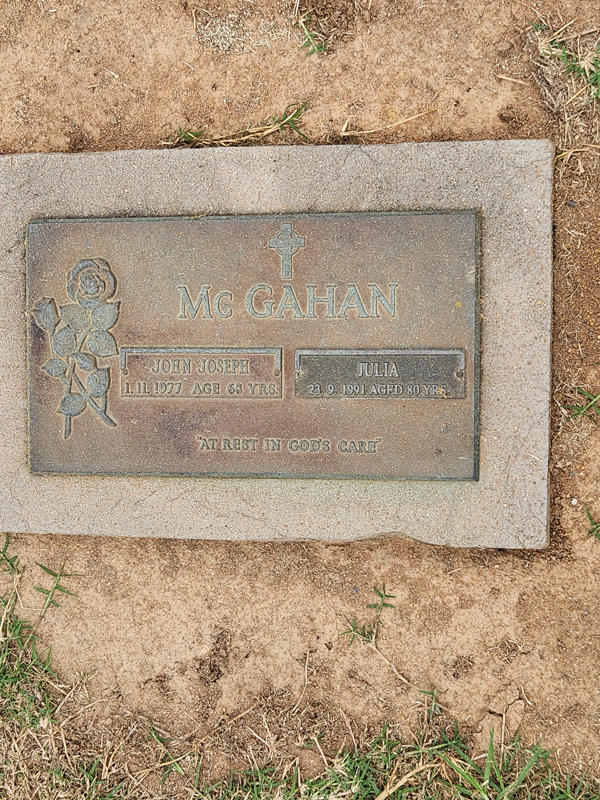 Mc GAHAN
JOHN JOSEPH
1. 11. 1977 AGE 68 YRS.
JULIA
23. 9. 1991 AGED 80 YRS.
"AT REST IN GOD'S CARE"